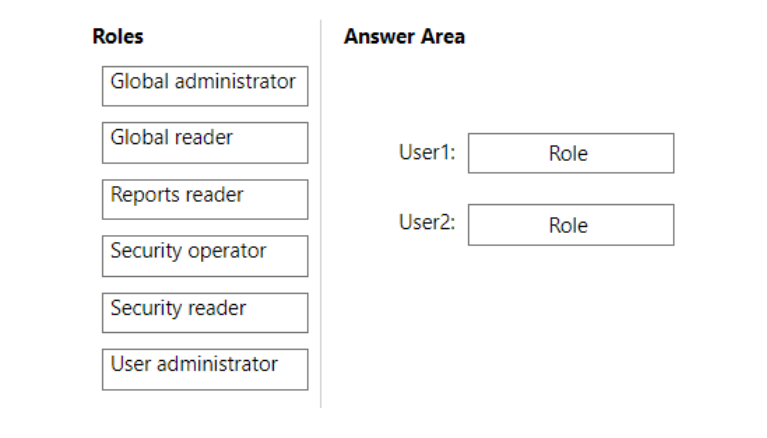 Roles
Global administrator
Global reader
Reports reader
Security operator
Security reader
User administrator
Answer Area
User1: Role
User2: Role